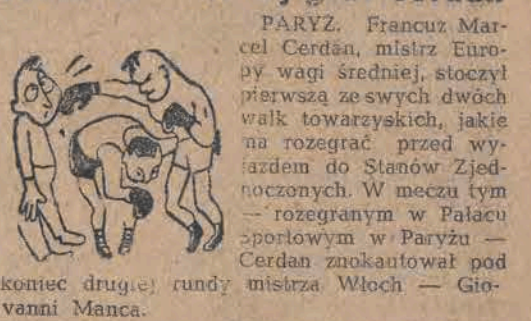 PARYŻ. Francuz Mar-
cel Cerdan, mistrz Euro-
py wagi średniej, stoczył
pierwszą ze swych dwóch
walk towarzyskich, jakie
ma rozegrać przed wy-
jazdem do Stanów Zjed-
noczonych. W meczu tym
— rozegranym w Pałacu
Sportowym w Paryżu —
Cerdan znokautował pod
koniec drugiej rundy mistrza Włoch — Gio-
vanni Manca.